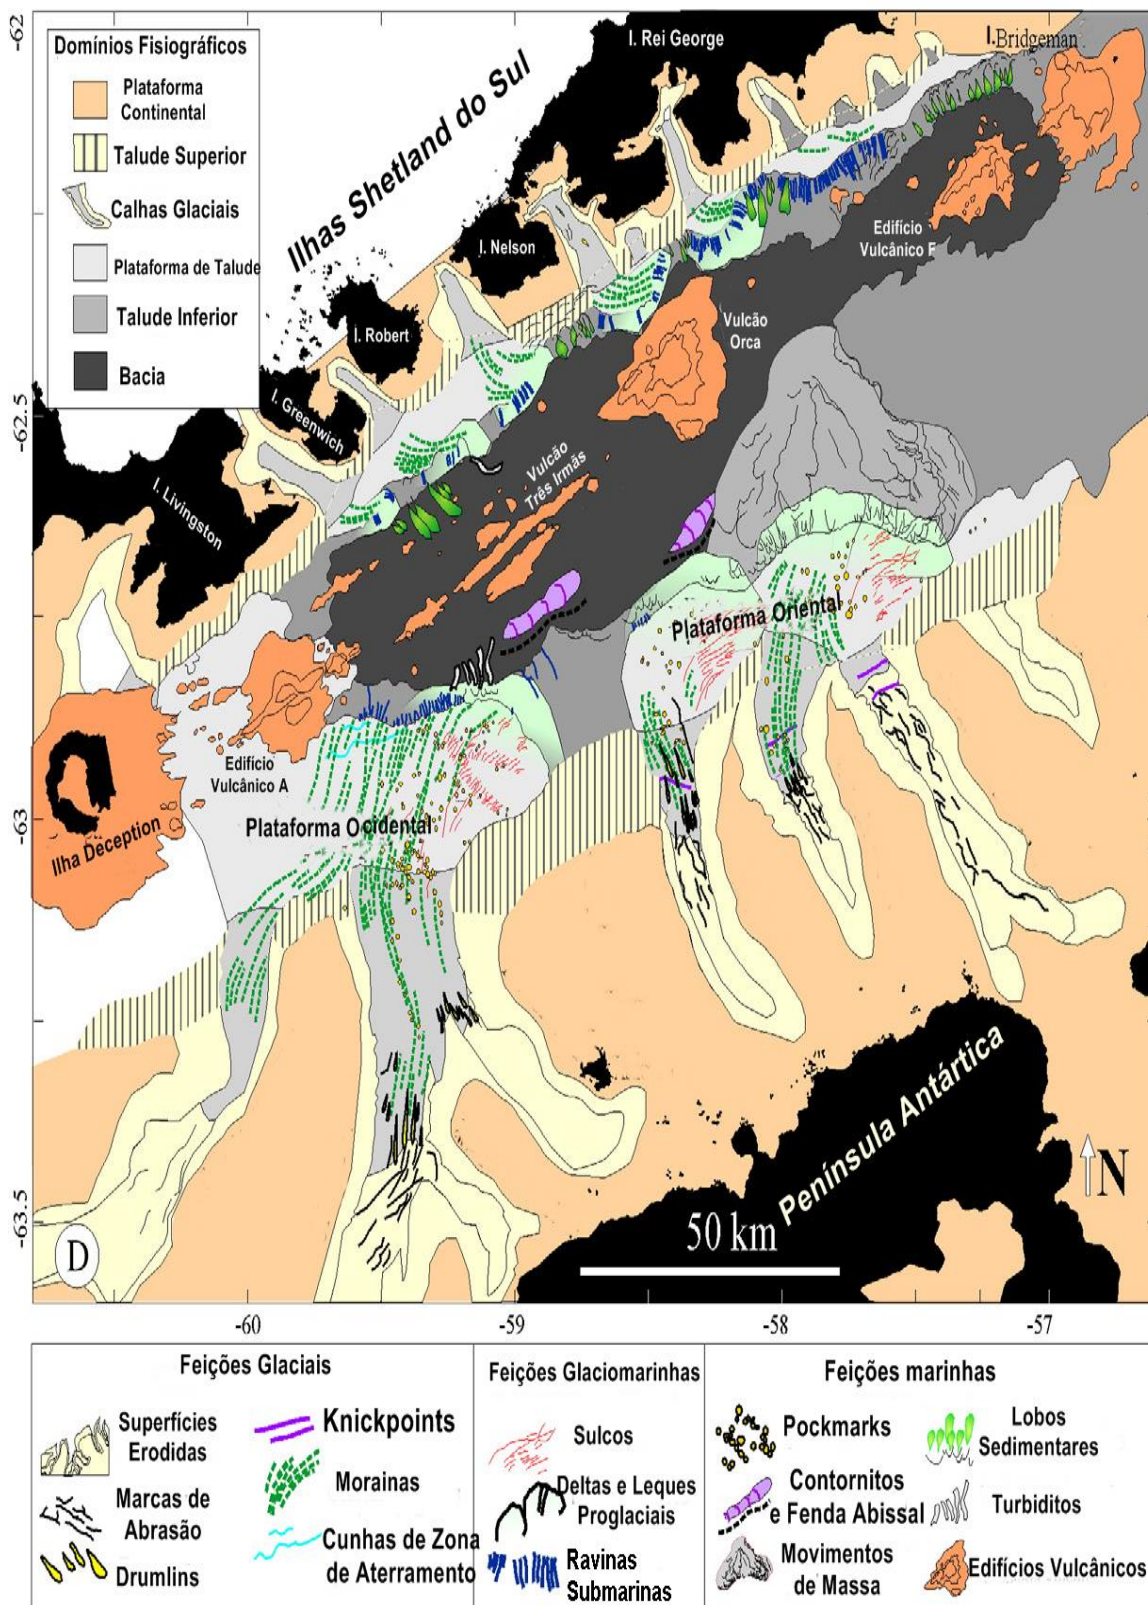 -62
-62.5
-63
-63.5
Domínios Fisiográficos
Plataforma
Continental
Talude Superior
Calhas Glaciais
Plataforma de Talude
Talude Inferior
Bacia
Ilhas Shetland do Sul
I. Rei George
I. Bridgeman
I. Nelson
I. Robert
I. Greenwich
I. Livingston
Edifício
Vulcânico F
Vulcão
Orca
Vulcão
Três Irmãs
Plataforma Oriental
Edifício
Vulcânico A
Plataforma Ocidental
Ilha Deception
Península Antártica
N
50 km
D
-60
-59
-58
-57
Feições Glaciais
Superfícies
Erodidas
Marcas de
Abrasão
Drumlins
Knickpoints
Morainas
Cunhas de Zona
de Aterramento
Feições Glaciomarinhas
Sulcos
Deltas e Leques
Proglaciais
Ravinas
Submarinas
Feições marinhas
Pockmarks
Contornitos
e Fenda Abissal
Movimentos
de Massa
Lobos
Sedimentares
Turbiditos
Edifícios Vulcânicos